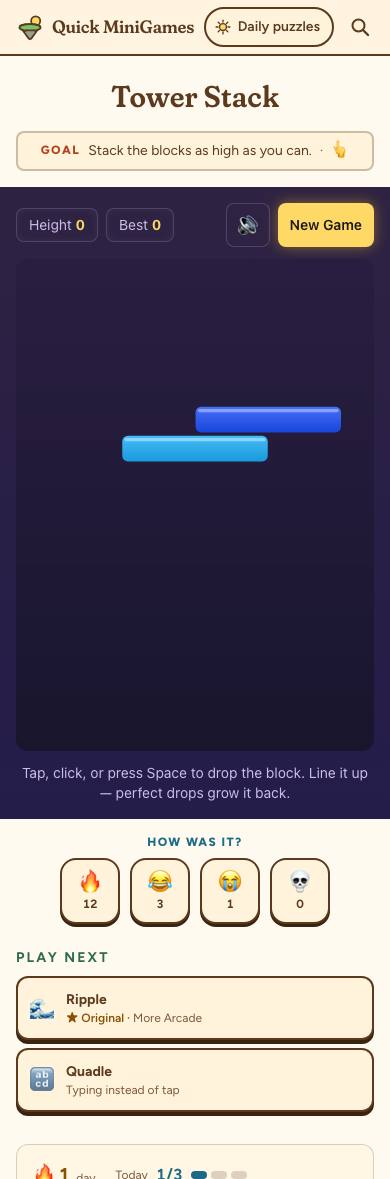 Quick MiniGames
Daily puzzles
Tower Stack
GOAL Stack the blocks as high as you can. ·
Height 0
Best 0
New Game
Tap, click, or press Space to drop the block. Line it up
— perfect drops grow it back.
HOW WAS IT?
12
3
1
0
PLAY NEXT
Ripple
Original · More Arcade
abcd
Quadle
Typing instead of tap
1 day
Today 1/3